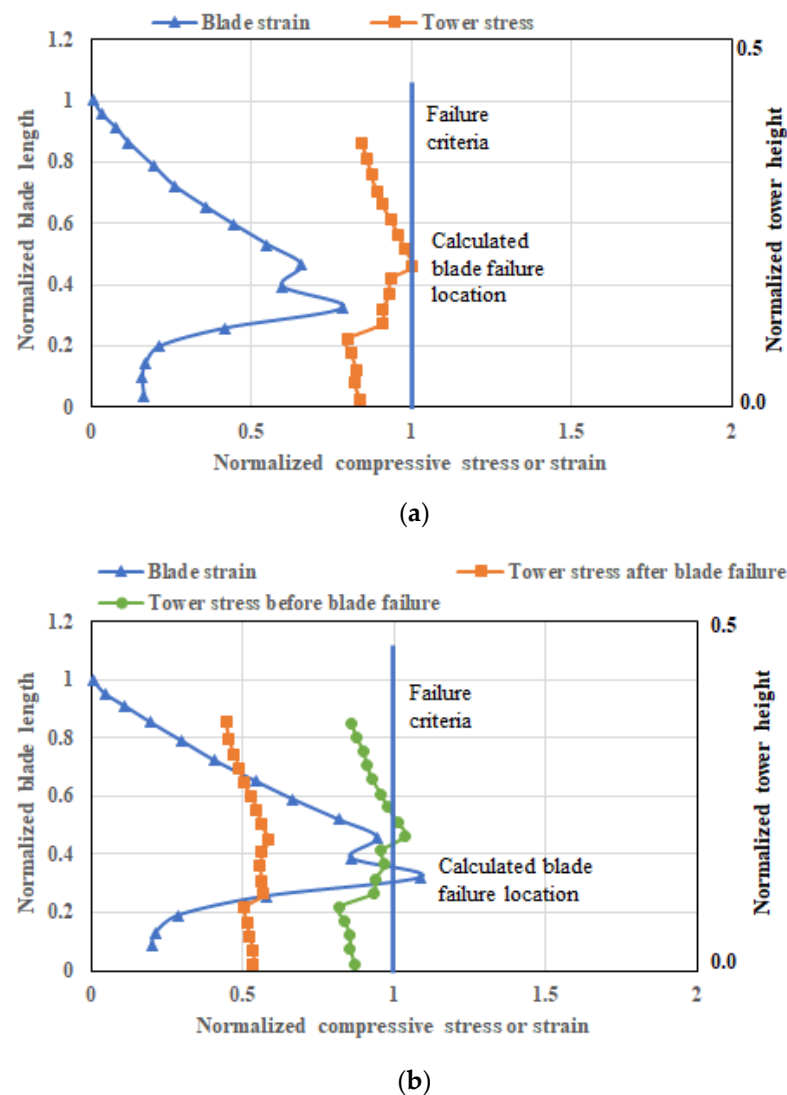 Blade strain Tower stress
1.2
1
0.8
0.6
0.4
0.2
0
0.5
0.0
Failure
criteria
Calculated
blade failure
location
Normalized blade length
Normalized tower height
0 0.5 1 1.5 2
Normalized compressive stress or strain
(a)
Blade strain Tower stress after blade failure
Tower stress before blade failure
1.2
1
0.8
0.6
0.4
0.2
0
0.5
0.0
Failure
criteria
Calculated blade
failure location
Normalized blade length
Normalized tower height
0 0.5 1 1.5 2
Normalized compressive stress or strain
(b)